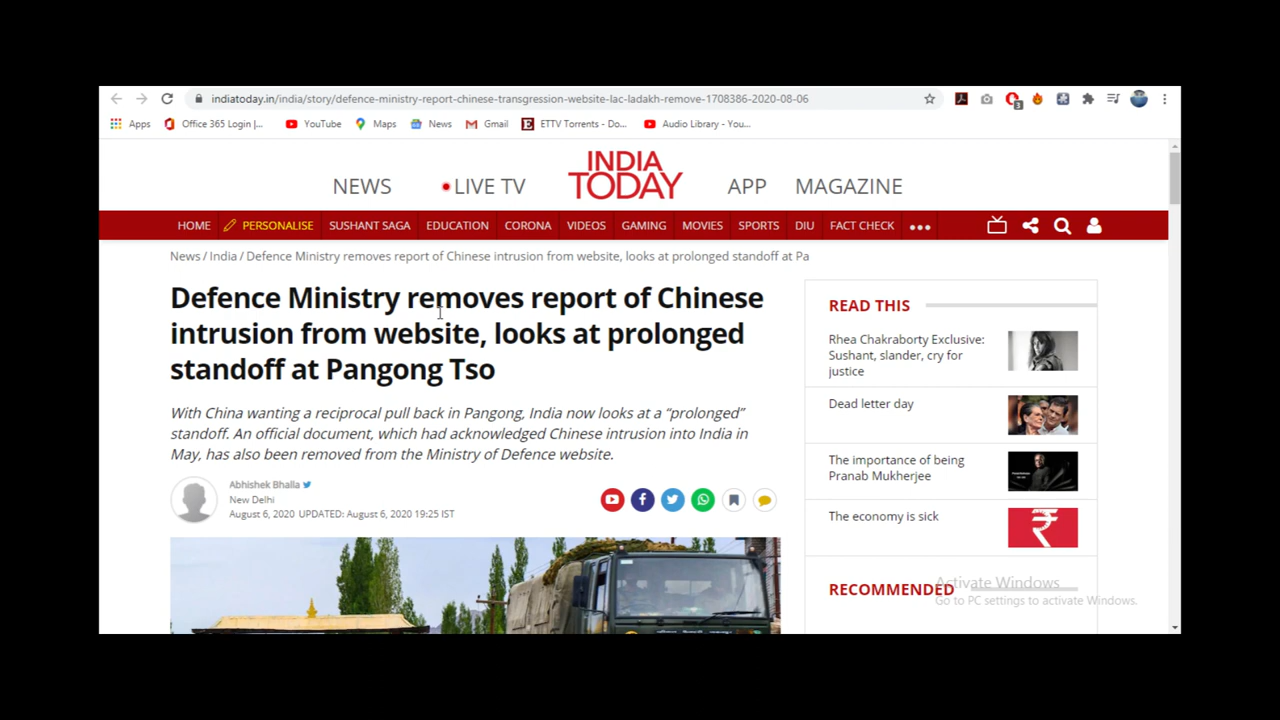 indiatoday.in/india/story/defence-ministry-report-chinese-transgression-website-lac-ladakh-remove-1708386-2020-08-06
3
Apps Office 365 Login |... YouTube Maps News Gmail E ETTV Torrents - Do... Audio Library - You...
NEWS LIVE TV INDIA TODAY APP MAGAZINE
HOME PERSONALISE SUSHANT SAGA EDUCATION CORONA VIDEOS GAMING MOVIES SPORTS DIU FACT CHECK
News / India / Defence Ministry removes report of Chinese intrusion from website, looks at prolonged standoff at Pa
Defence Ministry removes report of Chinese
intrusion from website, looks at prolonged
standoff at Pangong Tso
With China wanting a reciprocal pull back in Pangong, India now looks at a “prolonged”
standoff. An official document, which had acknowledged Chinese intrusion into India in
May, has also been removed from the Ministry of Defence website.
Abhishek Bhalla
New Delhi
August 6, 2020 UPDATED: August 6, 2020 19:25 IST
READ THIS
Rhea Chakraborty Exclusive:
Sushant, slander, cry for
justice
Dead letter day
The importance of being
Pranab Mukherjee
The economy is sick
RECOMMENDED
Activate Windows
Go to PC settings to activate Windows.